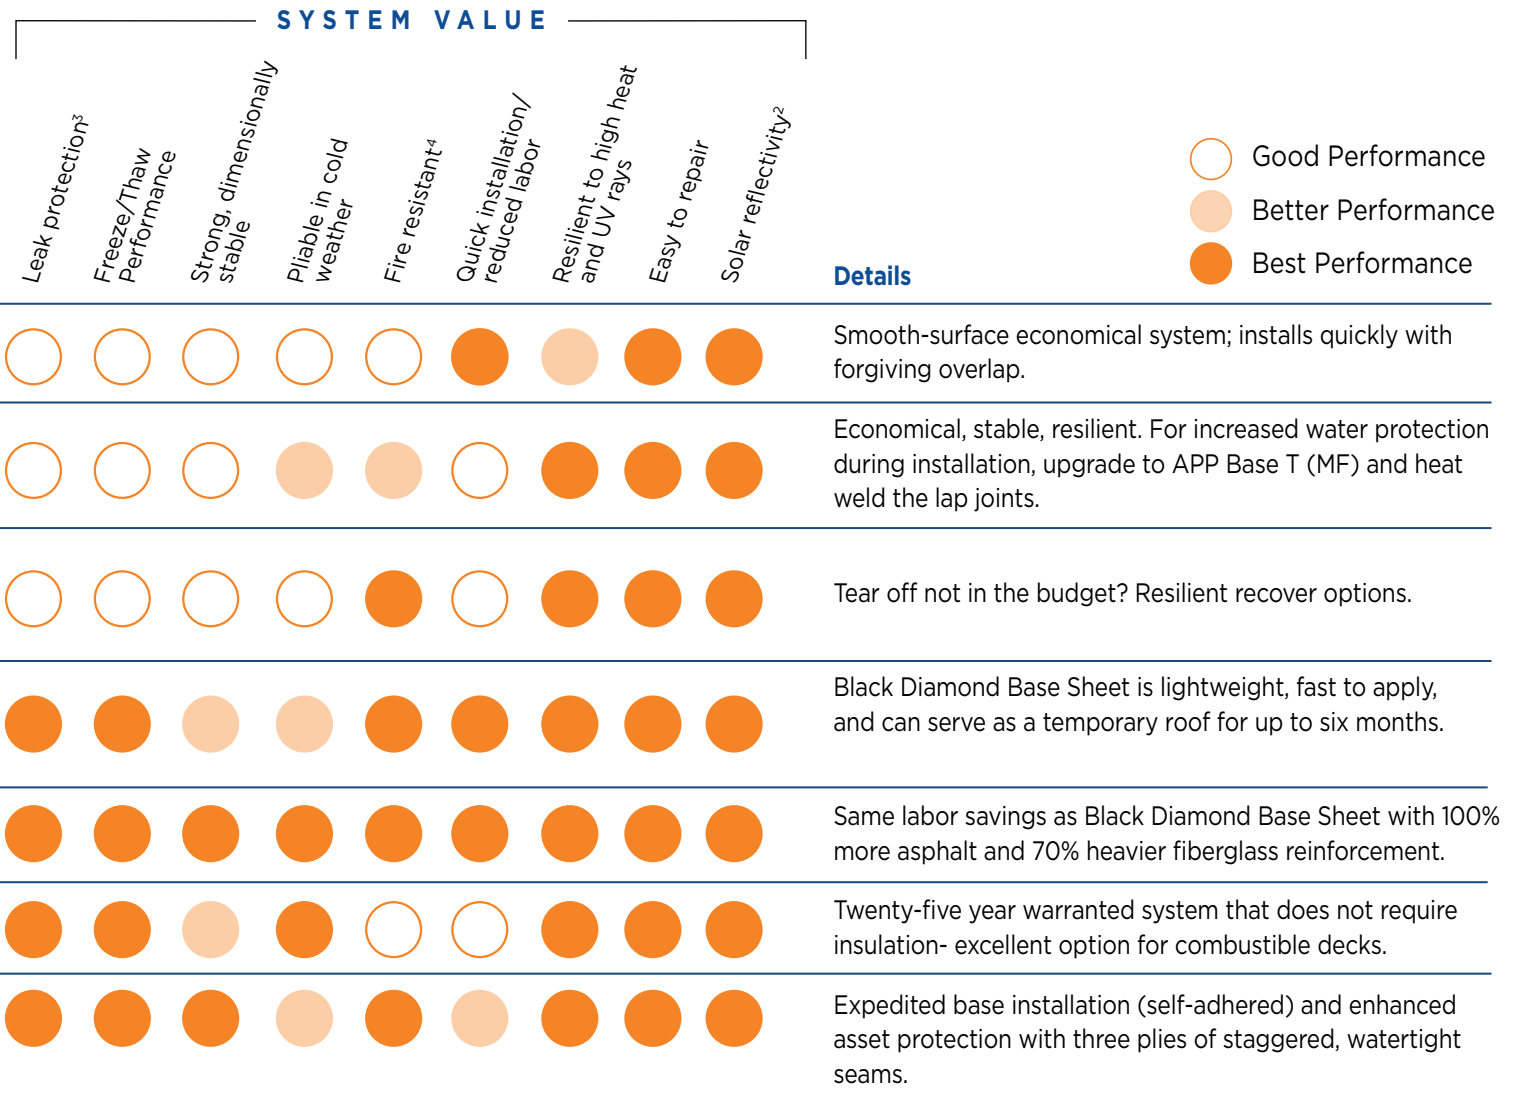 SYSTEM VALUE
Leak protection³
Freeze/Thaw
Performance
Strong, dimensionally
stable
Pliable in cold
weather
Fire resistant⁴
Quick installation/
reduced labor
Resilient to high heat
and UV rays
Easy to repair
Solar reflectivity²
Good Performance
Better Performance
Best Performance
Details
Smooth-surface economical system; installs quickly with
forgiving overlap.
Economical, stable, resilient. For increased water protection
during installation, upgrade to APP Base T (MF) and heat
weld the lap joints.
Tear off not in the budget? Resilient recover options.
Black Diamond Base Sheet is lightweight, fast to apply,
and can serve as a temporary roof for up to six months.
Same labor savings as Black Diamond Base Sheet with 100%
more asphalt and 70% heavier fiberglass reinforcement.
Twenty-five year warranted system that does not require
insulation- excellent option for combustible decks.
Expedited base installation (self-adhered) and enhanced
asset protection with three plies of staggered, watertight
seams.